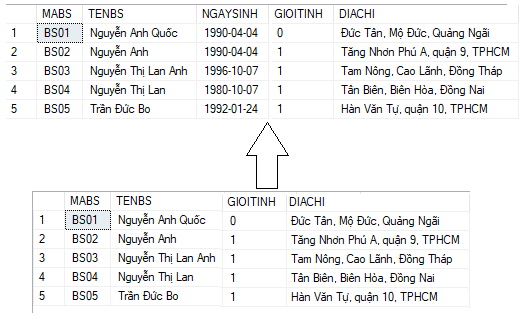 MABS TENBS NGAYSINH GIOITINH DIACHI
1 BS01 Nguyễn Anh Quốc 1990-04-04 0 Đức Tân, Mộ Đức, Quảng Ngãi
2 BS02 Nguyễn Anh 1990-04-04 1 Tăng Nhơn Phú A, quận 9, TPHCM
3 BS03 Nguyễn Thị Lan Anh 1996-10-07 1 Tam Nông, Cao Lãnh, Đồng Tháp
4 BS04 Nguyễn Thị Lan 1980-10-07 1 Tân Biên, Biên Hòa, Đồng Nai
5 BS05 Trần Đức Bo 1992-01-24 1 Hàn Văn Tự, quận 10, TPHCM
MABS TENBS GIOITINH DIACHI
1 BS01 Nguyễn Anh Quốc 0 Đức Tân, Mộ Đức, Quảng Ngãi
2 BS02 Nguyễn Anh 1 Tăng Nhơn Phú A, quận 9, TPHCM
3 BS03 Nguyễn Thị Lan Anh 1 Tam Nông, Cao Lãnh, Đồng Tháp
4 BS04 Nguyễn Thị Lan 1 Tân Biên, Biên Hòa, Đồng Nai
5 BS05 Trần Đức Bo 1 Hàn Văn Tự, quận 10, TPHCM